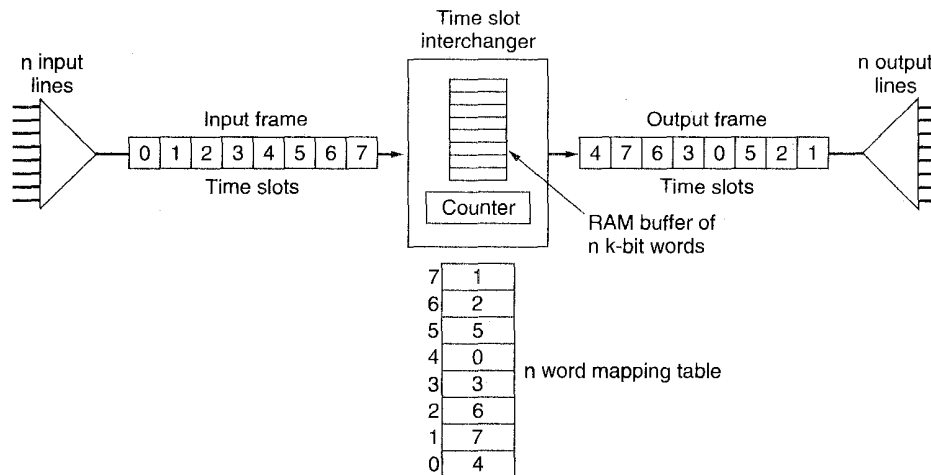 Time slot
interchanger
n input
lines
n output
lines
Input frame
0 1 2 3 4 5 6 7
Time slots
Output frame
4 7 6 3 0 5 2 1
Time slots
Counter
RAM buffer of
n k-bit words
7 1
6 2
5 5
4 0
3 3
2 6
1 7
0 4
n word mapping table